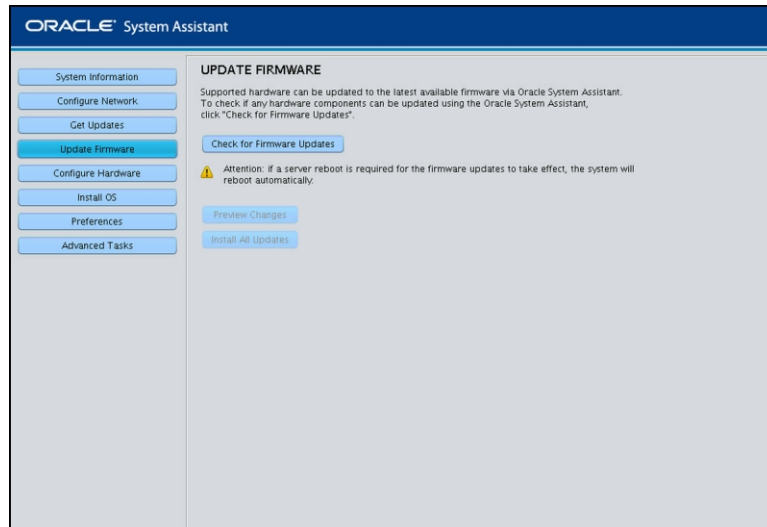 ORACLE System Assistant
System Information
Configure Network
Get Updates
Update Firmware
Configure Hardware
Install OS
Preferences
Advanced Tasks
UPDATE FIRMWARE
Supported hardware can be updated to the latest available firmware via Oracle System Assistant.
To check if any hardware components can be updated using the Oracle System Assistant,
click "Check for Firmware Updates".
Check for Firmware Updates
Attention: if a server reboot is required for the firmware updates to take effect, the system will
reboot automatically.
Preview Changes
Install All Updates